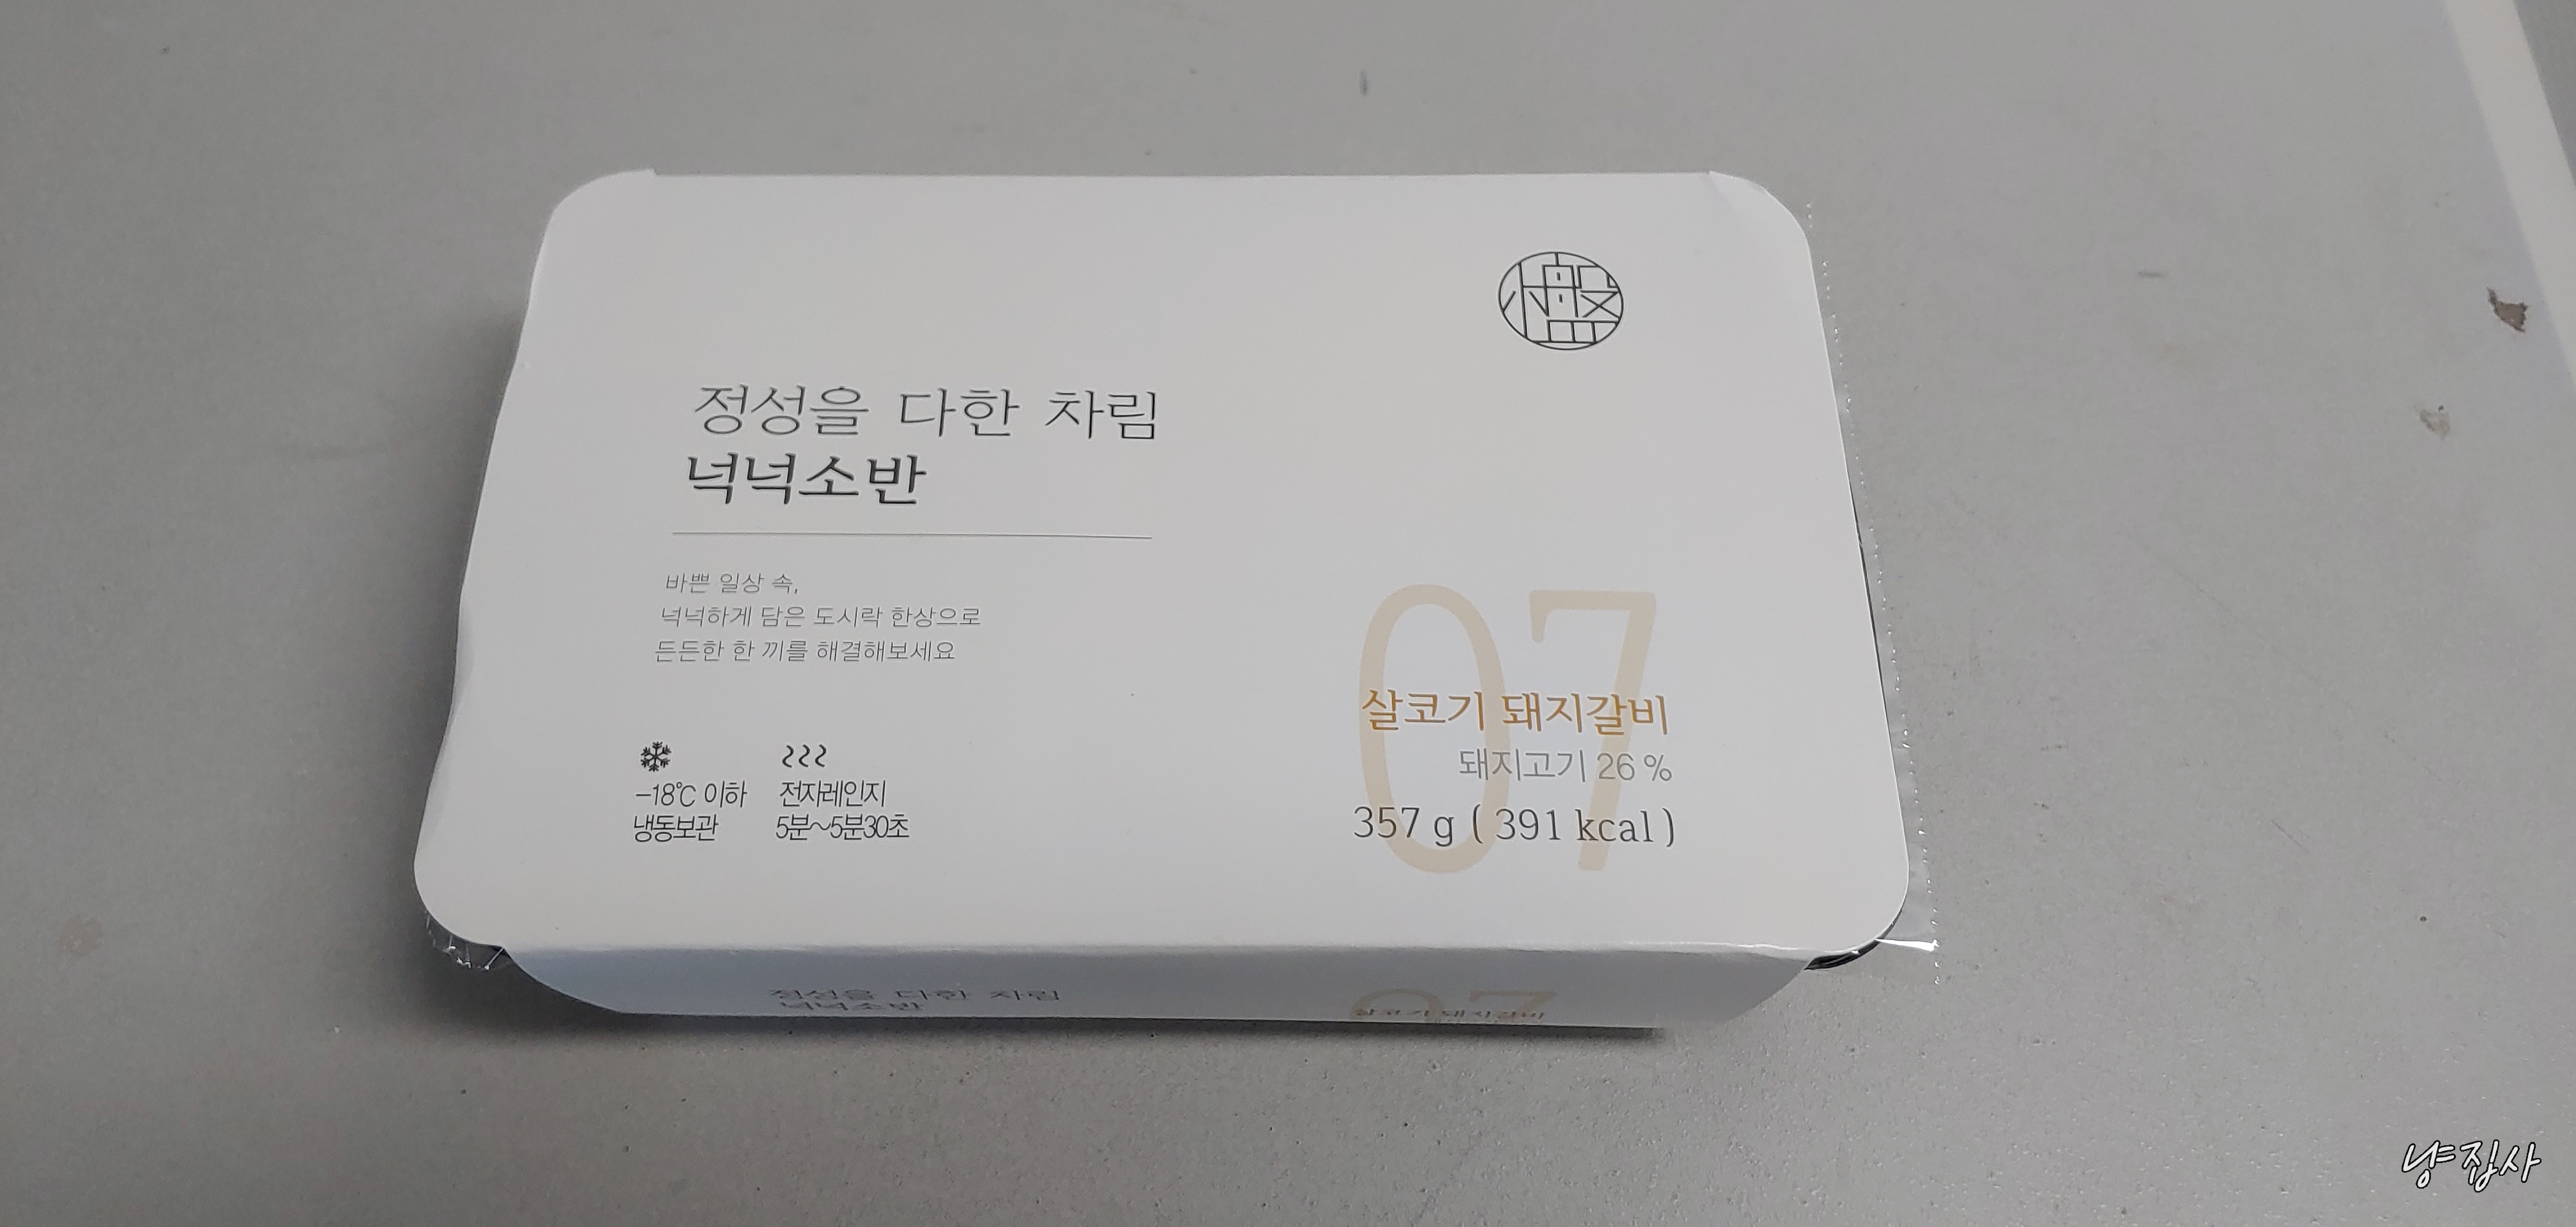 정성을 다한 차림
넉넉소반
바쁜 일상 속,
넉넉하게 담은 도시락 한상으로
든든한 한 끼를 해결해보세요
-18℃ 이하
냉동보관
전자레인지
5분~5분30초
07
살코기 돼지갈비
돼지고기 26 %
357 g ( 391 kcal )
정성을 다한 차림
넉넉소반
07
살코기 돼지갈비
냥집사